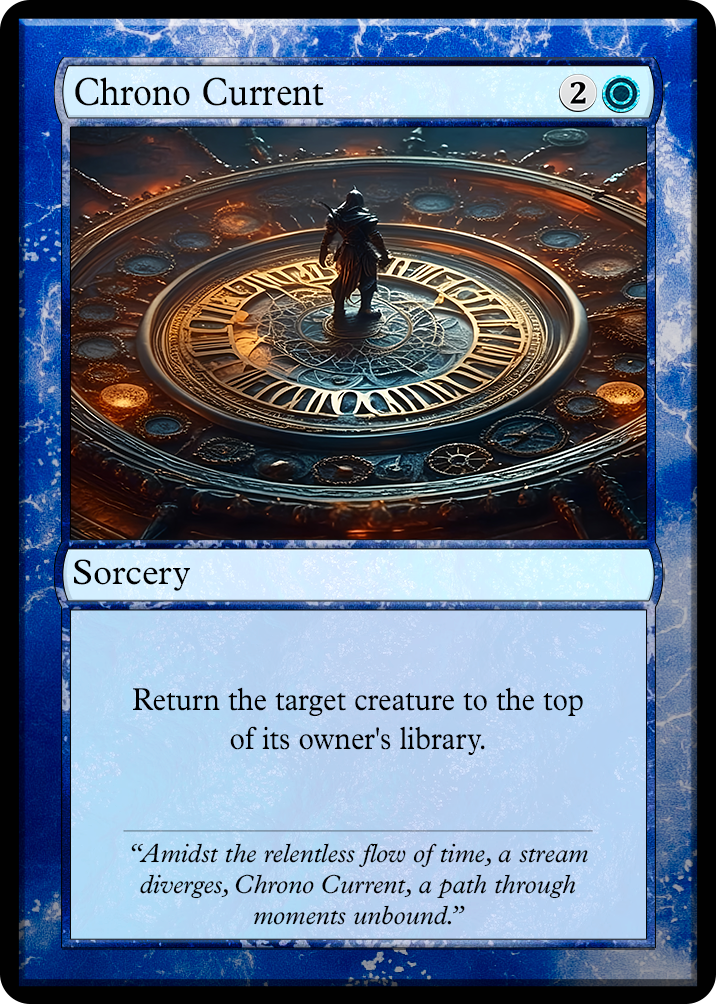 Chrono Current 2
Sorcery
Return the target creature to the top
of its owner's library.
“Amidst the relentless flow of time, a stream
diverges, Chrono Current, a path through
moments unbound.”